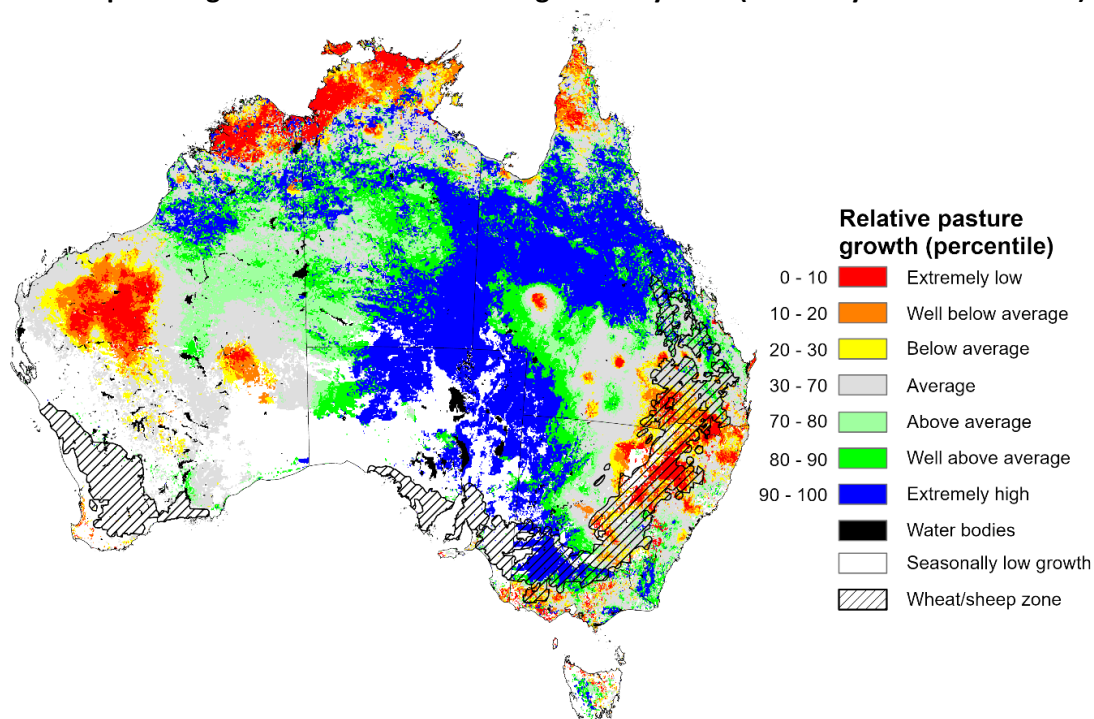 Relative pasture
growth (percentile)
0 - 10 Extremely low
10 - 20 Well below average
20 - 30 Below average
30 - 70 Average
70 - 80 Above average
80 - 90 Well above average
90 - 100 Extremely high
Water bodies
Seasonally low growth
Wheat/sheep zone